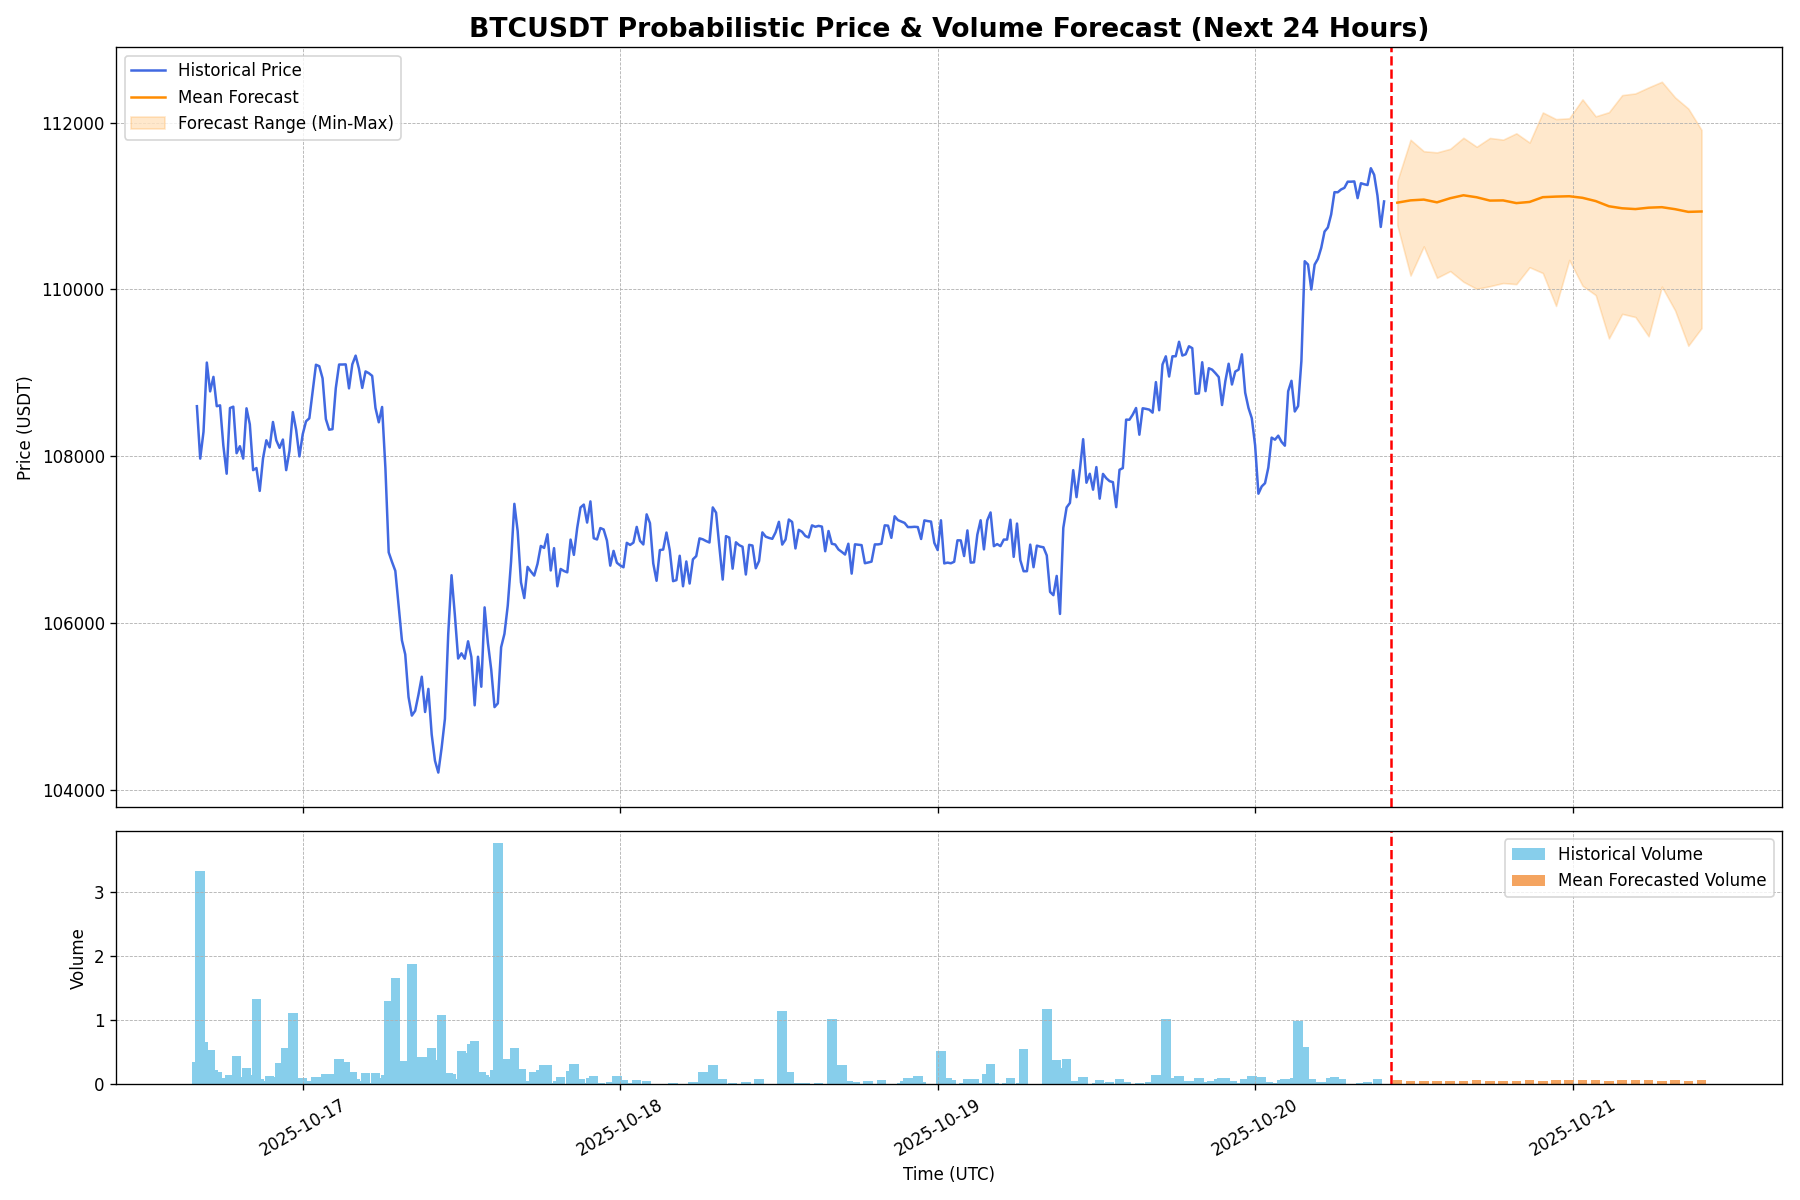 BTCUSDT Probabilistic Price & Volume Forecast (Next 24 Hours)
Historical Price
Mean Forecast
Forecast Range (Min-Max)
112000
110000
108000
106000
104000
Price (USDT)
Historical Volume
Mean Forecasted Volume
3
2
1
0
Volume
2025-10-17
2025-10-18
2025-10-19
2025-10-20
2025-10-21
Time (UTC)